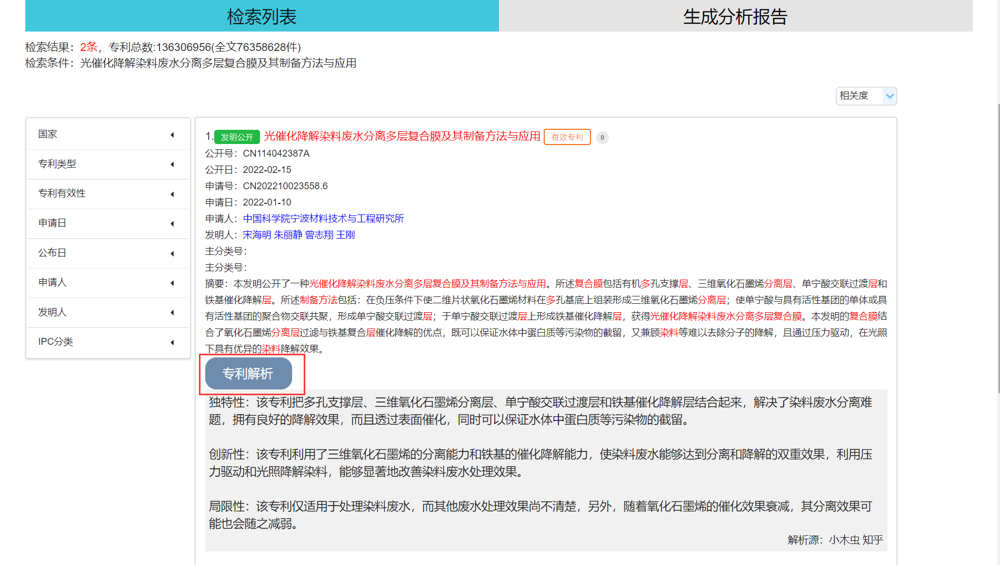 检索列表
生成分析报告
检索结果：2条，专利总数:136306956(全文76358628件)
检索条件：光催化降解染料废水分离多层复合膜及其制备方法与应用
相关度
国家
专利类型
专利有效性
申请日
公布日
申请人
发明人
IPC分类
1. 发明公开 光催化降解染料废水分离多层复合膜及其制备方法与应用 有效专利 0
公开号：CN114042387A
公开日：2022-02-15
申请号：CN202210023558.6
申请日：2022-01-10
申请人：中国科学院宁波材料技术与工程研究所
发明人：宋海明 朱丽静 曾志翔 王刚
主分类号：
主分类号：
摘要：本发明公开了一种光催化降解染料废水分离多层复合膜及其制备方法与应用。所述复合膜包括有机多孔支撑层、三维氧化石墨烯分离层、单宁酸交联过渡层和
铁基催化降解层。所述制备方法包括：在负压条件下使二维片状氧化石墨烯材料在多孔基底上组装形成三维氧化石墨烯分离层；使单宁酸与具有活性基团的单体或具
有活性基团的聚合物交联共聚，形成单宁酸交联过渡层；于单宁酸交联过渡层上形成铁基催化降解层，获得光催化降解染料废水分离多层复合膜。本发明的复合膜结
合了氧化石墨烯分离层过滤与铁基复合层催化降解的优点，既可以保证水体中蛋白质等污染物的截留，又兼顾染料等难以去除分子的降解，且通过压力驱动，在光照
下具有优异的染料降解效果。
专利解析
独特性：该专利把多孔支撑层、三维氧化石墨烯分离层、单宁酸交联过渡层和铁基催化降解层结合起来，解决了染料废水分离难
题，拥有良好的降解效果，而且透过表面催化，同时可以保证水体中蛋白质等污染物的截留。
创新性：该专利利用了三维氧化石墨烯的分离能力和铁基的催化降解能力，使染料废水能够达到分离和降解的双重效果，利用压
力驱动和光照降解染料，能够显著地改善染料废水处理效果。
局限性：该专利仅适用于处理染料废水，而其他废水处理效果尚不清楚，另外，随着氧化石墨烯的催化效果衰减，其分离效果可
能也会随之减弱。
解析源：小木虫 知乎